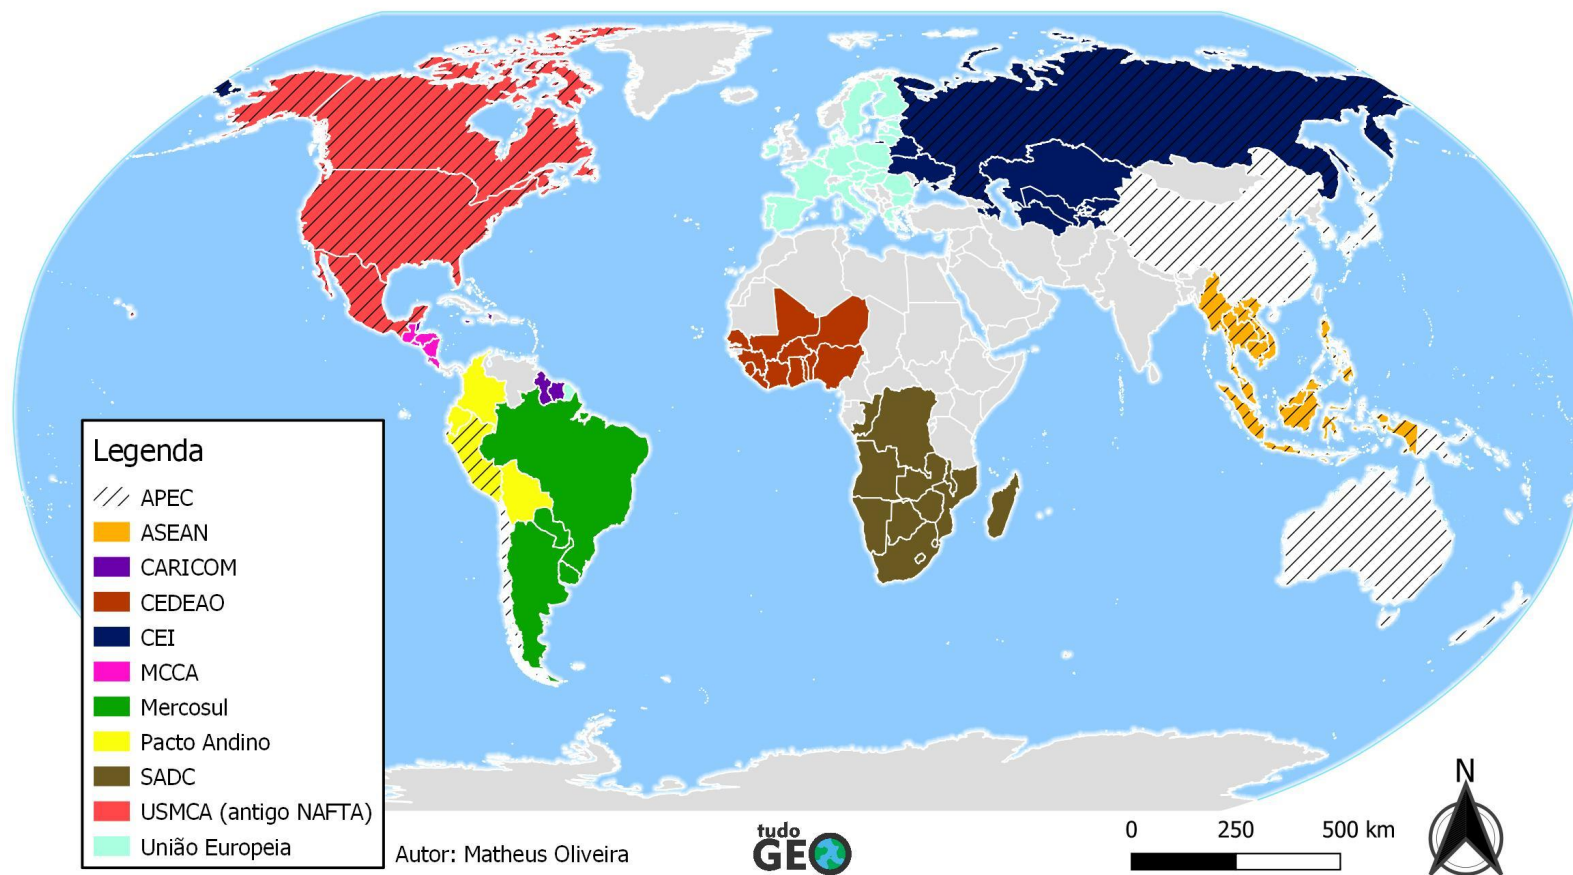 Legenda
APEC
ASEAN
CARICOM
CEDEAO
CEI
MCCA
Mercosul
Pacto Andino
SADC
USMCA (antigo NAFTA)
União Europeia
Autor: Matheus Oliveira
tudo
GEO
0 250 500 km
N